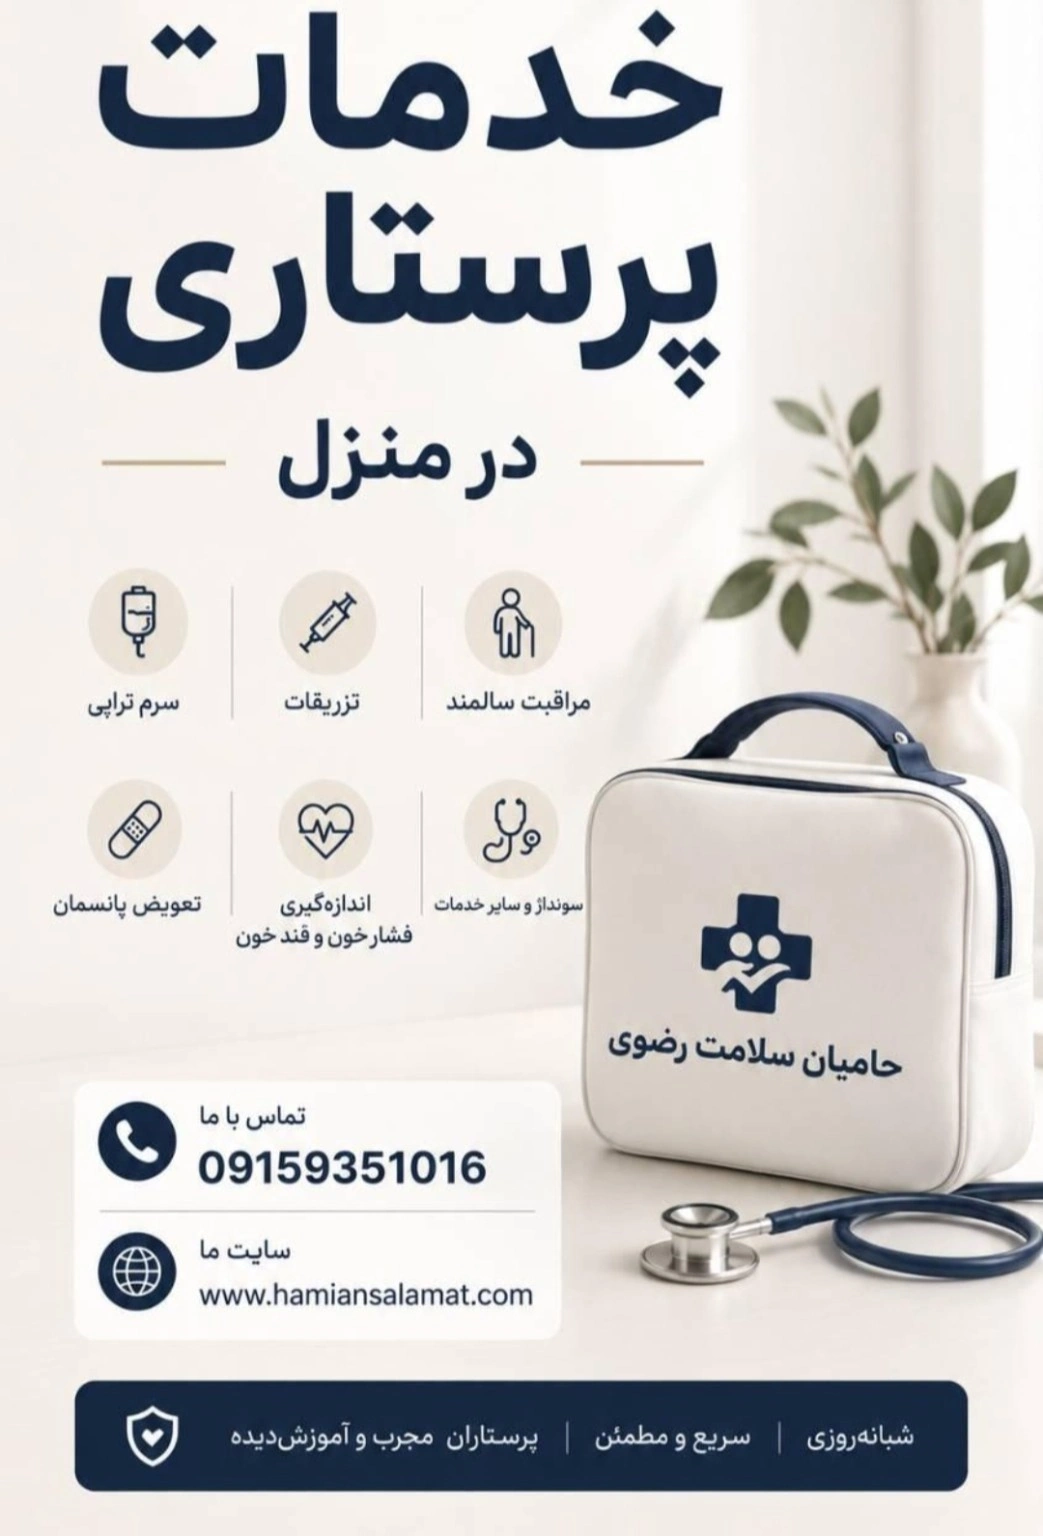 خدمات
پرستاری
در منزل
مراقبت سالمند
تزریقات
سرم تراپی
سونداژ و سایر خدمات
اندازه‌گیری
فشار خون و قند خون
تعویض پانسمان
حامیان سلامت رضوی
تماس با ما
09159351016
سایت ما
www.hamiansalamat.com
شبانه‌روزی | سریع و مطمئن | پرستاران مجرب و آموزش‌دیده